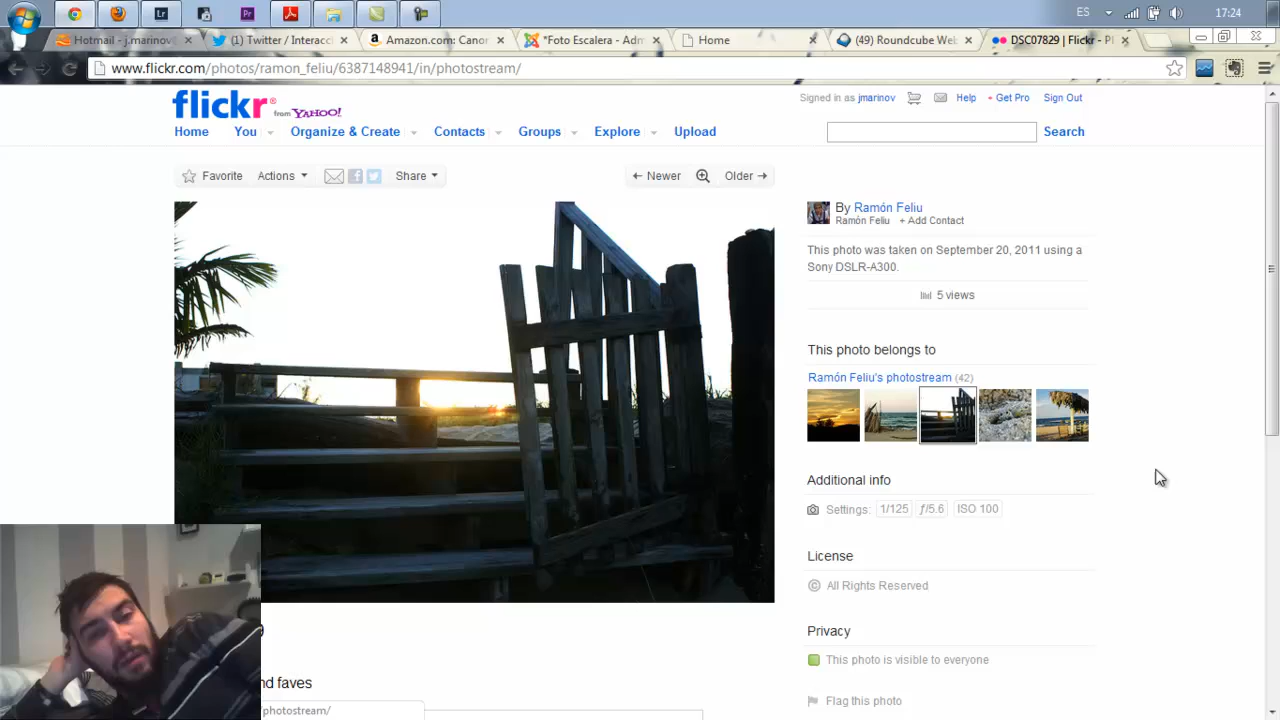 ES 17:24
Hotmail - j.marinov@
(1) Twitter / Interacc
Amazon.com: Canon
"Foto Escalera - Adm
Home
(49) Roundcube Web
DSC07829 | Flickr - Ph
www.flickr.com/photos/ramon_feliu/6387148941/in/photostream/
flickr from YAHOO!
Signed in as jmarinov Help Get Pro Sign Out
Home You Organize & Create Contacts Groups Explore Upload Search
Favorite Actions Share Newer Older
By Ramón Feliu
Ramón Feliu + Add Contact
This photo was taken on September 20, 2011 using a
Sony DSLR-A300.
5 views
This photo belongs to
Ramón Feliu's photostream (42)
Additional info
Settings: 1/125 ƒ/5.6 ISO 100
License
© All Rights Reserved
Privacy
This photo is visible to everyone
Flag this photo
nd faves
photostream/